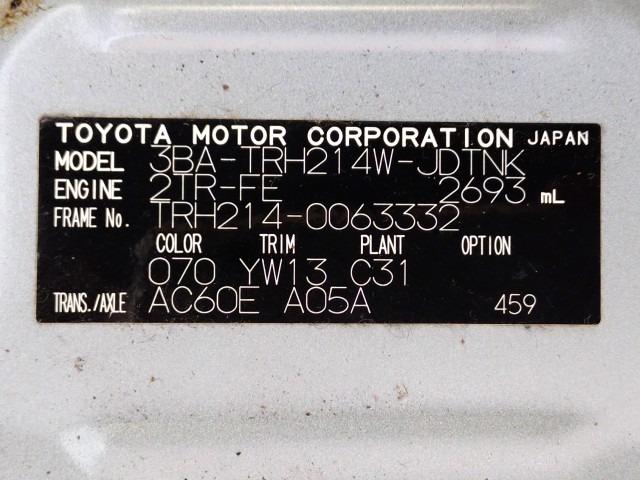 TOYOTA MOTOR CORPORATION JAPAN
MODEL 3BA-TRH214W-JDTNK
ENGINE 2TR-FE 2693 mL
FRAME No. TRH214-0063332
COLOR TRIM PLANT OPTION
070 YW13 C31
TRANS./AXLE AC60E A05A 459